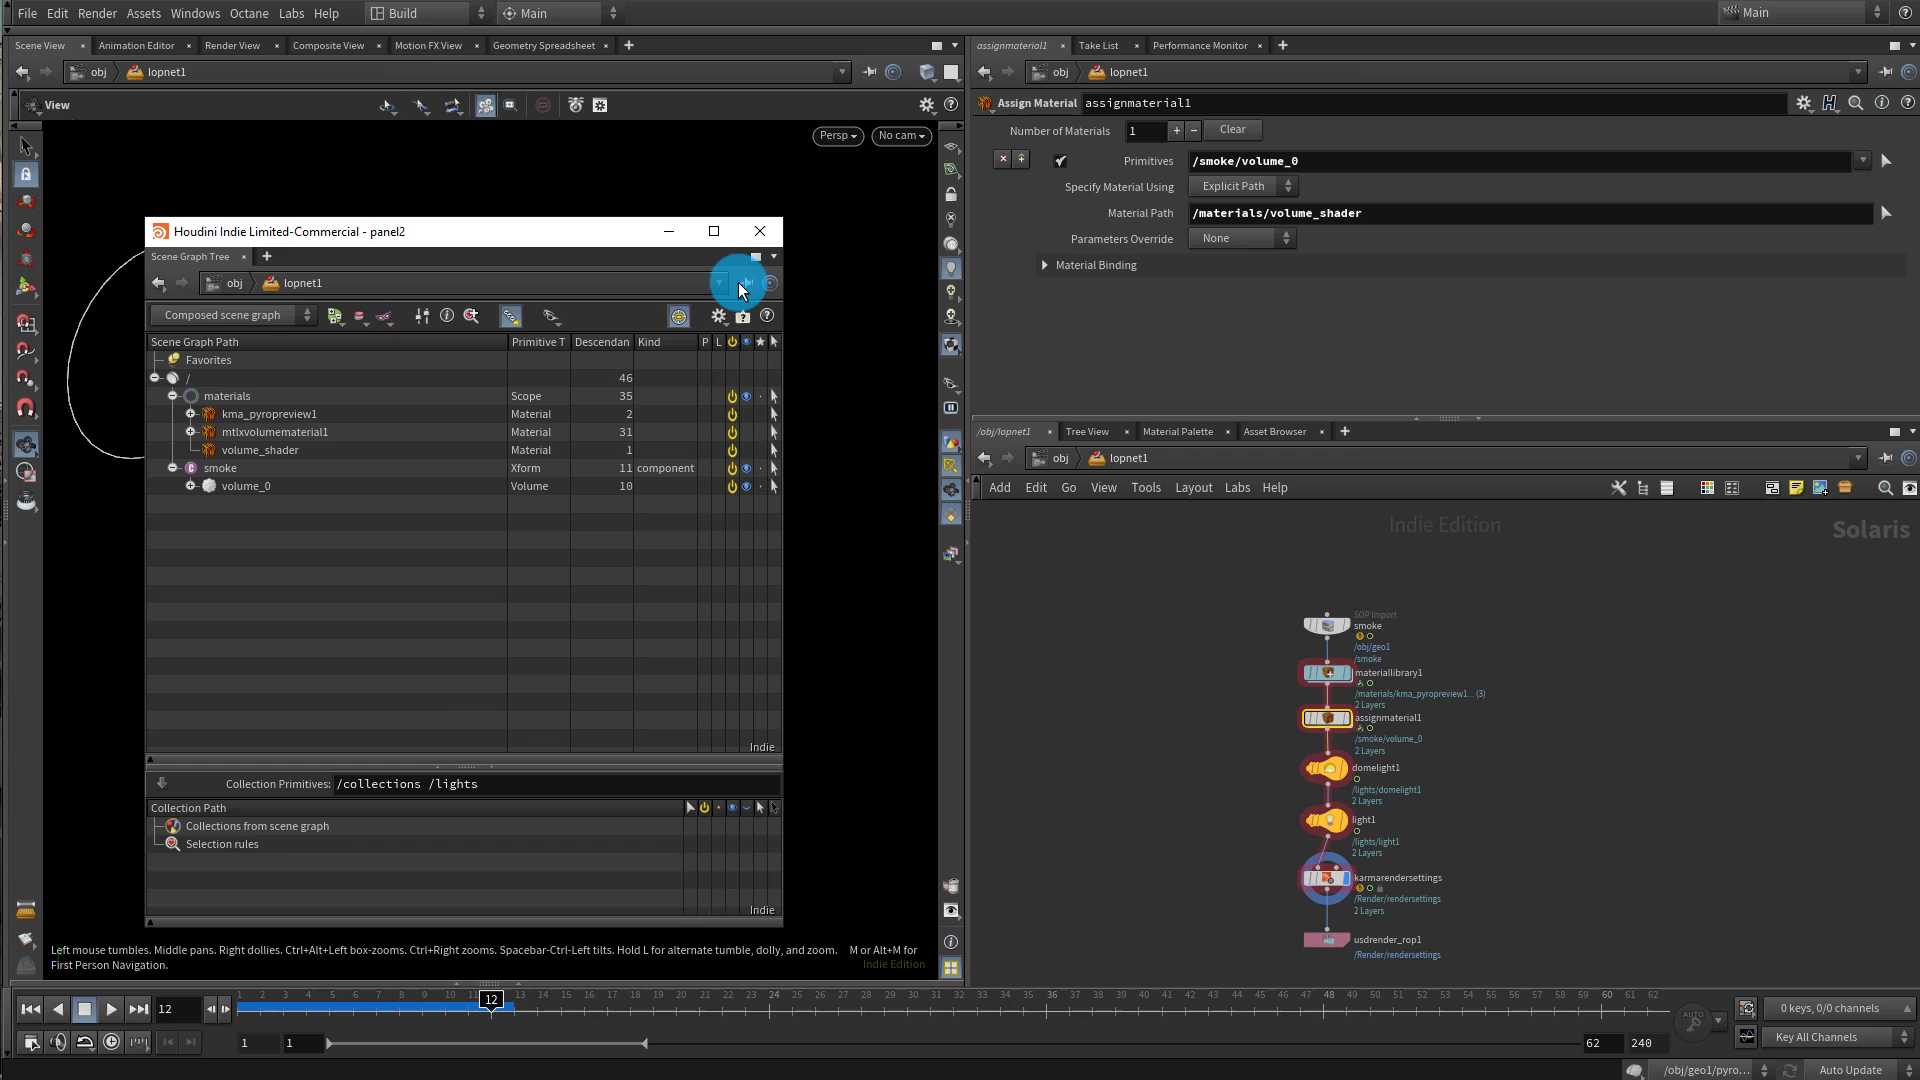 File Edit Render Assets Windows Octane Labs Help Build Main Main
Scene View Animation Editor Render View Composite View Motion FX View Geometry Spreadsheet
obj lopnet1
View
Persp No cam
Houdini Indie Limited-Commercial - panel2
Scene Graph Tree
obj lopnet1
Composed scene graph
Scene Graph Path Primitive T Descendan Kind P L
Favorites
/ 46
materials Scope 35
kma_pyropreview1 Material 2
mtlxvolumematerial1 Material 31
volume_shader Material 1
smoke Xform 11 component
volume_0 Volume 10
Indie
Collection Primitives: /collections /lights
Collection Path
Collections from scene graph
Selection rules
Indie
Left mouse tumbles. Middle pans. Right dollies. Ctrl+Alt+Left box-zooms. Ctrl+Right zooms. Spacebar-Ctrl-Left tilts. Hold L for alternate tumble, dolly, and zoom. M or Alt+M for
First Person Navigation.
Indie Edition
assignmaterial1 Take List Performance Monitor
obj lopnet1
Assign Material assignmaterial1
Number of Materials 1 + − Clear
Primitives /smoke/volume_0
Specify Material Using Explicit Path
Material Path /materials/volume_shader
Parameters Override None
Material Binding
/obj/lopnet1 Tree View Material Palette Asset Browser
obj lopnet1
Add Edit Go View Tools Layout Labs Help
Indie Edition
Solaris
SOP Import
smoke
/obj/geo1
/smoke
materiallibrary1
/materials/kma_pyropreview1... (3)
2 Layers
assignmaterial1
/smoke/volume_0
2 Layers
domelight1
/lights/domelight1
2 Layers
light1
/lights/light1
2 Layers
karmarendersettings
/Render/rendersettings
2 Layers
usdrender_rop1
/Render/rendersettings
12
1 2 3 4 5 6 7 8 9 10 11 12 13 14 15 16 17 18 19 20 21 22 23 24 25 26 27 28 29 30 31 32 33 34 35 36 37 38 39 40 41 42 43 44 45 46 47 48 49 50 51 52 53 54 55 56 57 58 59 60 61 62
AUTO
0 keys, 0/0 channels
1 1 62 240
Key All Channels
/obj/geo1/pyro... Auto Update